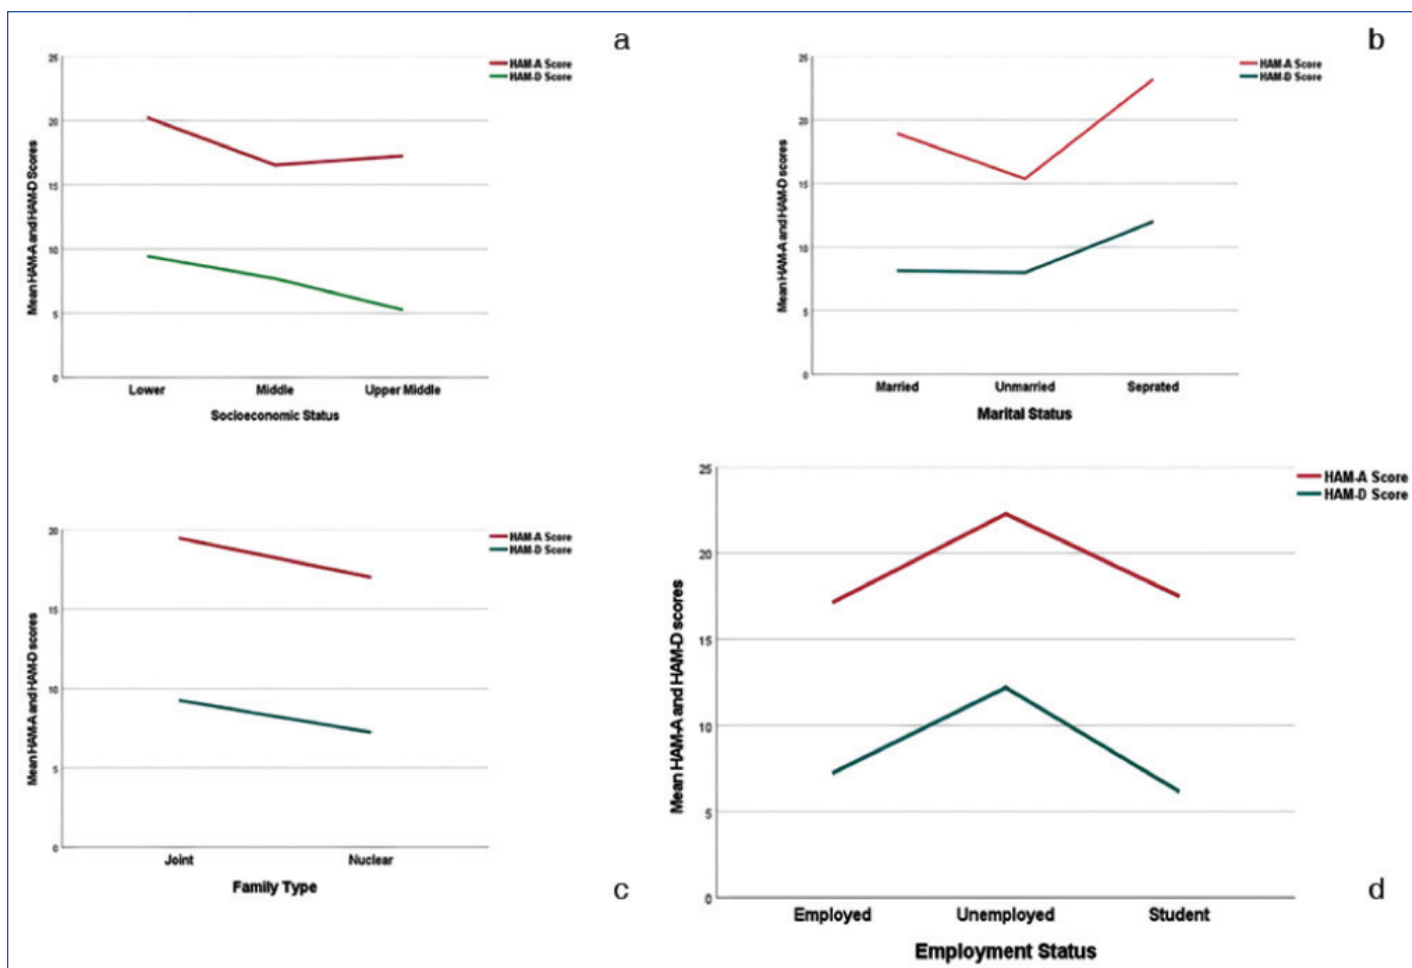 a
25
20
15
10
5
0
Mean HAM-A and HAM-D Scores
HAM-A Score
HAM-D Score
Lower Middle Upper Middle
Socioeconomic Status
b
25
20
15
10
5
0
Mean HAM-A and HAM-D scores
HAM-A Score
HAM-D Score
Married Unmarried Seprated
Marital Status
20
15
10
5
0
Mean HAM-A and HAM-D scores
HAM-A Score
HAM-D Score
Joint Nuclear
Family Type
c
25
20
15
10
5
0
Mean HAM-A and HAM-D scores
HAM-A Score
HAM-D Score
Employed Unemployed Student
Employment Status
d